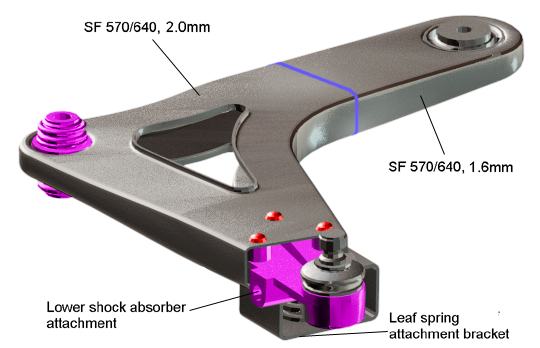 SF 570/640, 2.0mm
SF 570/640, 1.6mm
Lower shock absorber
attachment
Leaf spring
attachment bracket